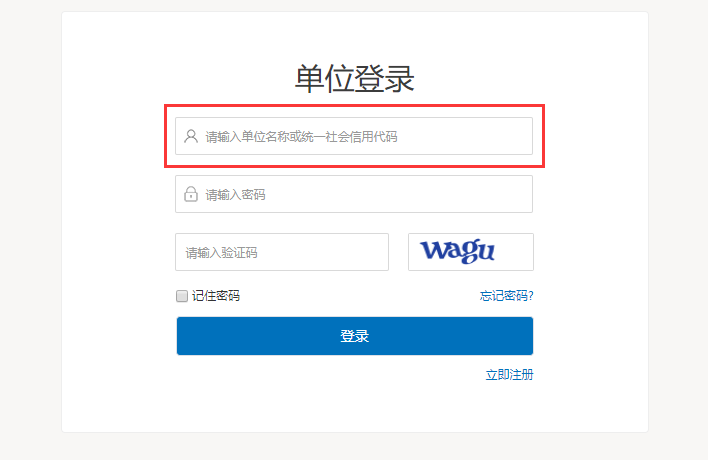 单位登录
请输入单位名称或统一社会信用代码
请输入密码
请输入验证码
wagu
记住密码
忘记密码?
登录
立即注册